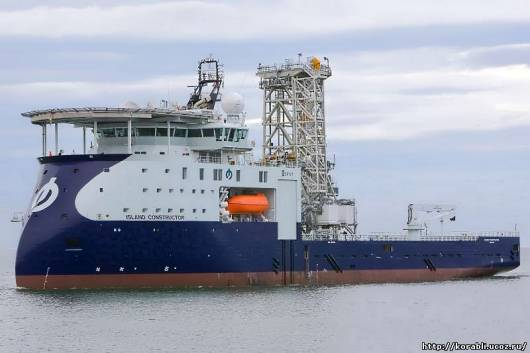 ISLAND CONSTRUCTOR
http://korabli.ucoz.ru/